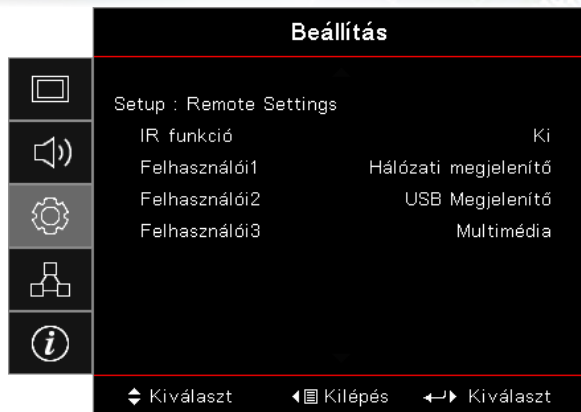 Beállítás
Setup : Remote Settings
IR funkció Ki
Felhasználói1 Hálózati megjelenítő
Felhasználói2 USB Megjelenítő
Felhasználói3 Multimédia
Kiválaszt Kilépés Kiválaszt